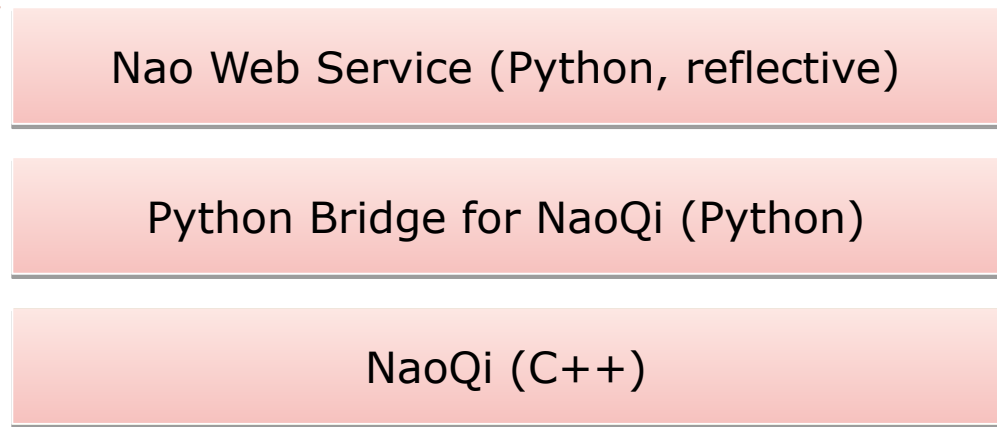 Nao Web Service (Python, reflective)
Python Bridge for NaoQi (Python)
NaoQi (C++)